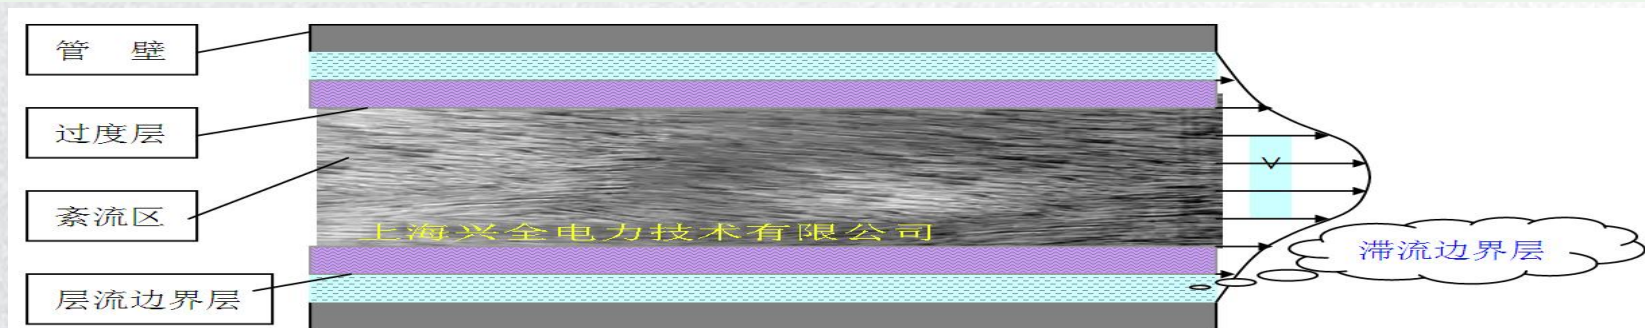 管 壁
过度层
紊流区
层流边界层
V
上海兴全电力技术有限公司
滞流边界层